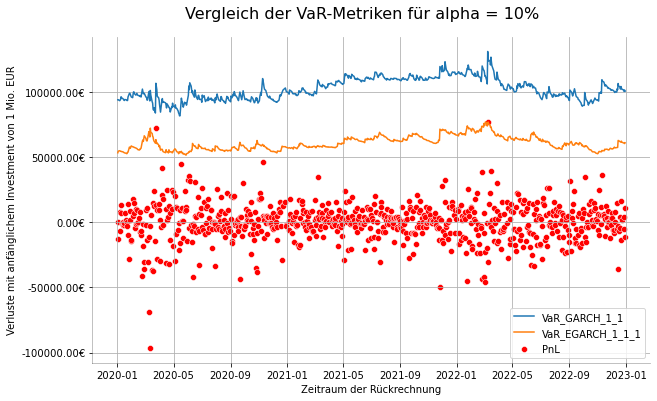 Vergleich der VaR-Metriken für alpha = 10%
Verluste mit anfänglichem Investment von 1 Mio. EUR
100000.00€
50000.00€
0.00€
-50000.00€
-100000.00€
VaR_GARCH_1_1
VaR_EGARCH_1_1_1
PnL
2020-01 2020-05 2020-09 2021-01 2021-05 2021-09 2022-01 2022-05 2022-09 2023-01
Zeitraum der Rückrechnung